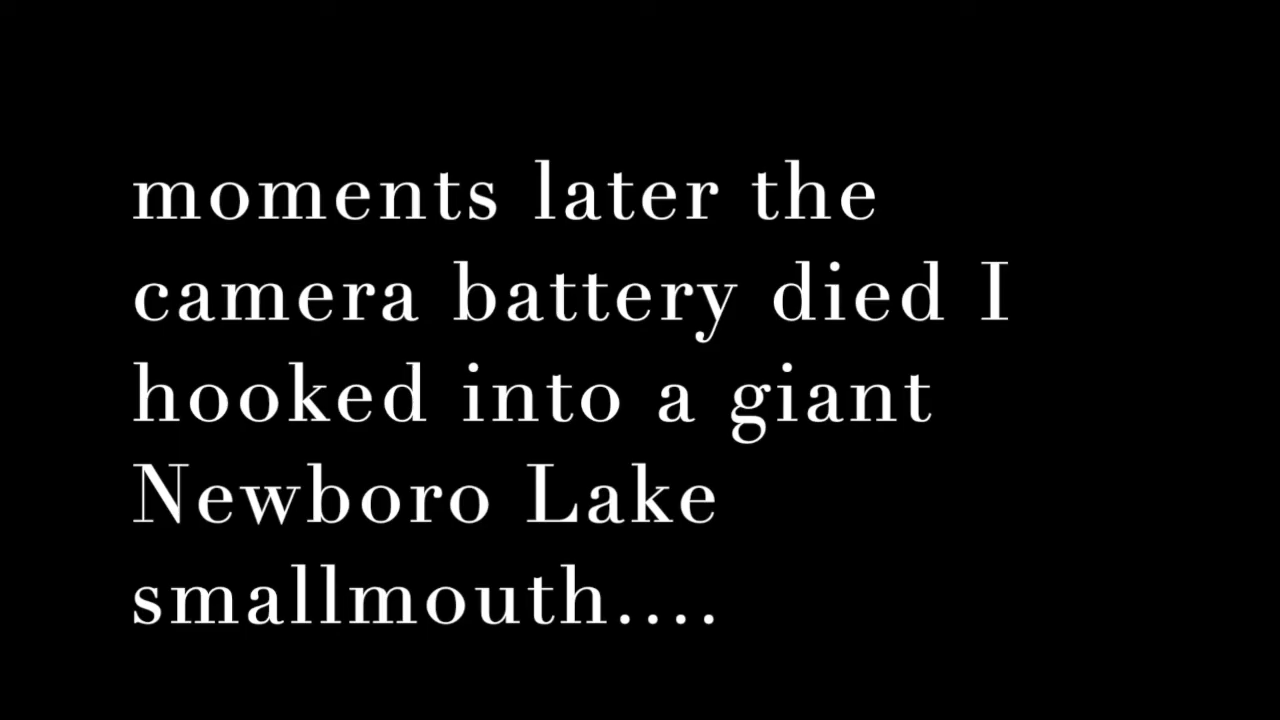 moments later the
camera battery died I
hooked into a giant
Newboro Lake
smallmouth....